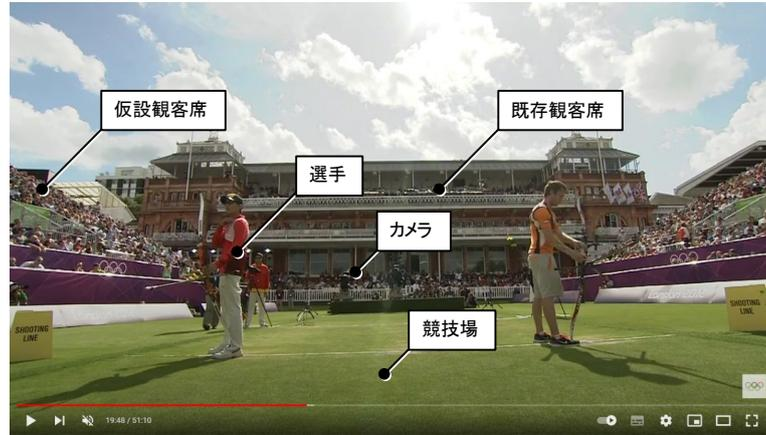 仮設観客席
既存観客席
選手
カメラ
競技場
SHOOTING
LINE
SHOOTING
LINE
19:48 / 51:10